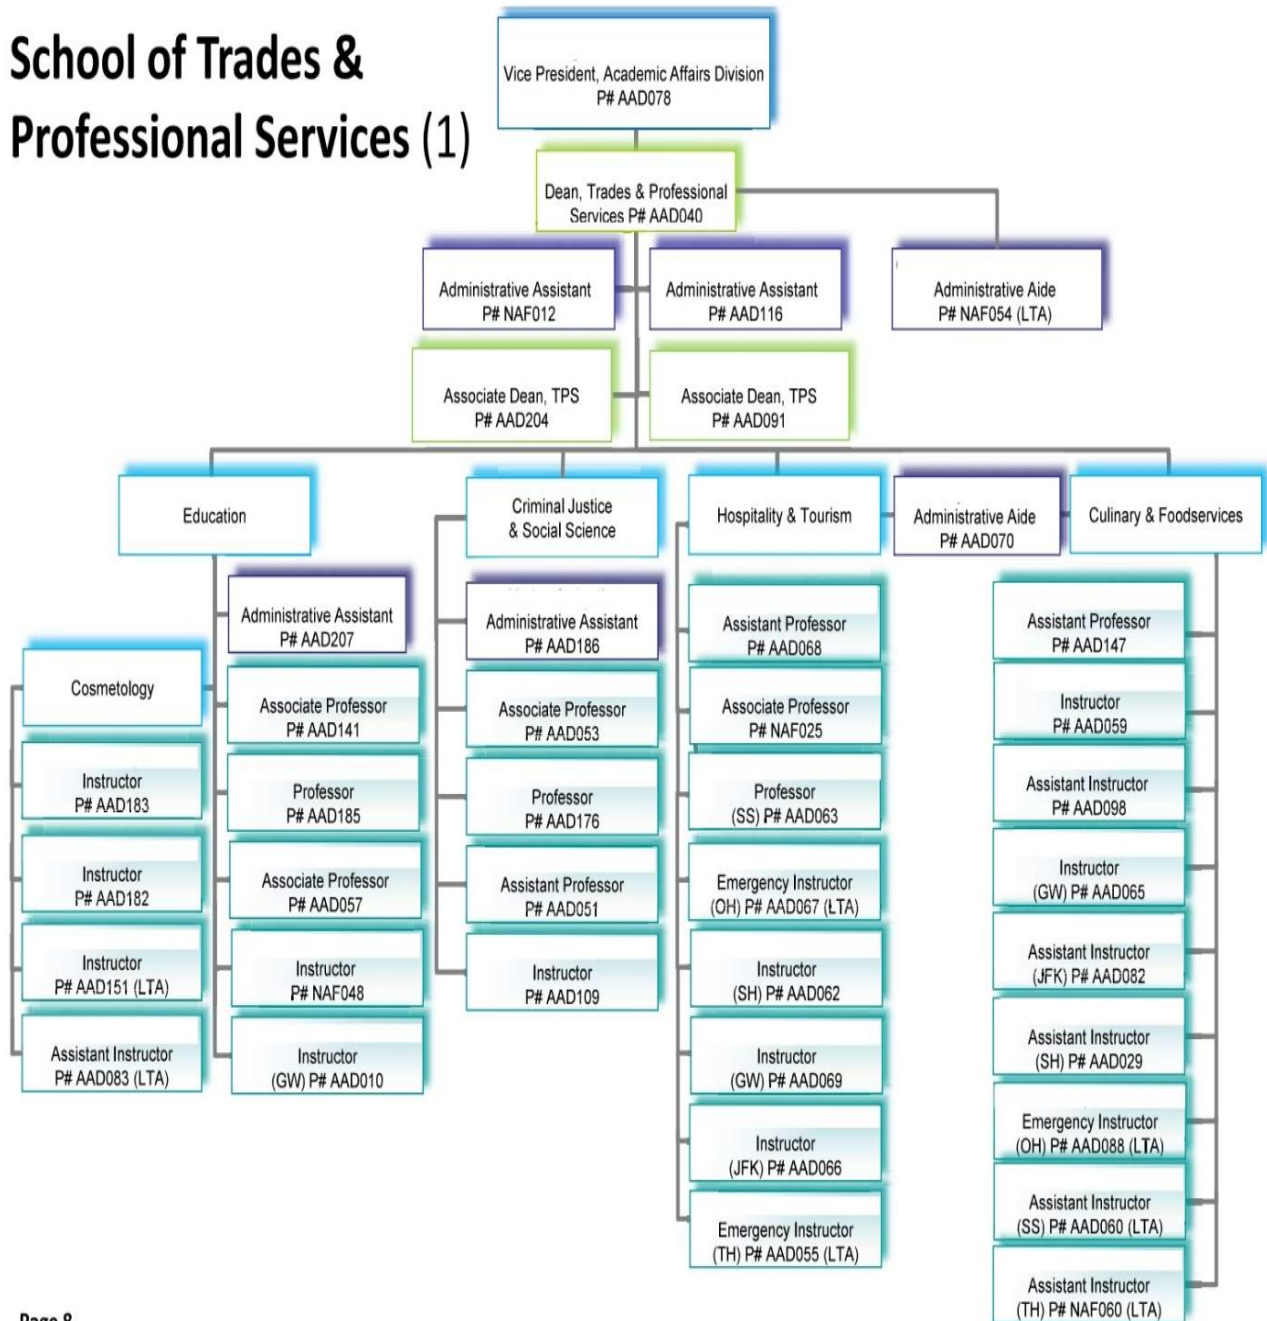 School of Trades &
Professional Services (1)
Vice President, Academic Affairs Division
P# AAD078
Dean, Trades & Professional
Services P# AAD040
Administrative Assistant
P# NAF012
Administrative Assistant
P# AAD116
Administrative Aide
P# NAF054 (LTA)
Associate Dean, TPS
P# AAD204
Associate Dean, TPS
P# AAD091
Education
Criminal Justice
& Social Science
Hospitality & Tourism
Administrative Aide
P# AAD070
Culinary & Foodservices
Cosmetology
Instructor
P# AAD183
Instructor
P# AAD182
Instructor
P# AAD151 (LTA)
Assistant Instructor
P# AAD083 (LTA)
Administrative Assistant
P# AAD207
Associate Professor
P# AAD141
Professor
P# AAD185
Associate Professor
P# AAD057
Instructor
P# NAF048
Instructor
(GW) P# AAD010
Administrative Assistant
P# AAD186
Associate Professor
P# AAD053
Professor
P# AAD176
Assistant Professor
P# AAD051
Instructor
P# AAD109
Assistant Professor
P# AAD068
Associate Professor
P# NAF025
Professor
(SS) P# AAD063
Emergency Instructor
(OH) P# AAD067 (LTA)
Instructor
(SH) P# AAD062
Instructor
(GW) P# AAD069
Instructor
(JFK) P# AAD066
Emergency Instructor
(TH) P# AAD055 (LTA)
Assistant Professor
P# AAD147
Instructor
P# AAD059
Assistant Instructor
P# AAD098
Instructor
(GW) P# AAD065
Assistant Instructor
(JFK) P# AAD082
Assistant Instructor
(SH) P# AAD029
Emergency Instructor
(OH) P# AAD088 (LTA)
Assistant Instructor
(SS) P# AAD060 (LTA)
Assistant Instructor
(TH) P# NAF060 (LTA)
Page 8